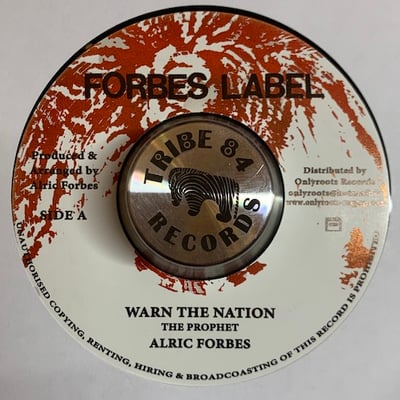 FORBES LABEL
TRIBE 84
RECORDS
Produced &
Arranged by
Alric Forbes
SIDE A
Distributed by
Onlyroots Records
WARN THE NATION
THE PROPHET
ALRIC FORBES
UNAUTHORISED COPYING, RENTING, HIRING & BROADCOASTING OF THIS RECORD IS PROHIBITED